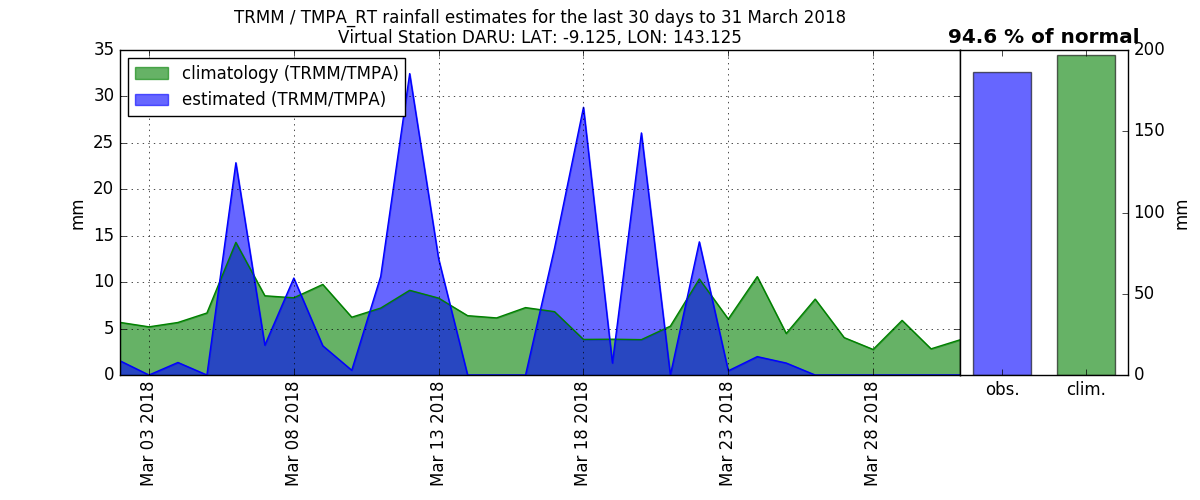 TRMM / TMPA_RT rainfall estimates for the last 30 days to 31 March 2018
Virtual Station DARU: LAT: -9.125, LON: 143.125
94.6 % of normal
climatology (TRMM/TMPA)
estimated (TRMM/TMPA)
35
30
25
20
15
10
5
0
mm
Mar 03 2018
Mar 08 2018
Mar 13 2018
Mar 18 2018
Mar 23 2018
Mar 28 2018
obs.
clim.
200
150
100
50
0
mm